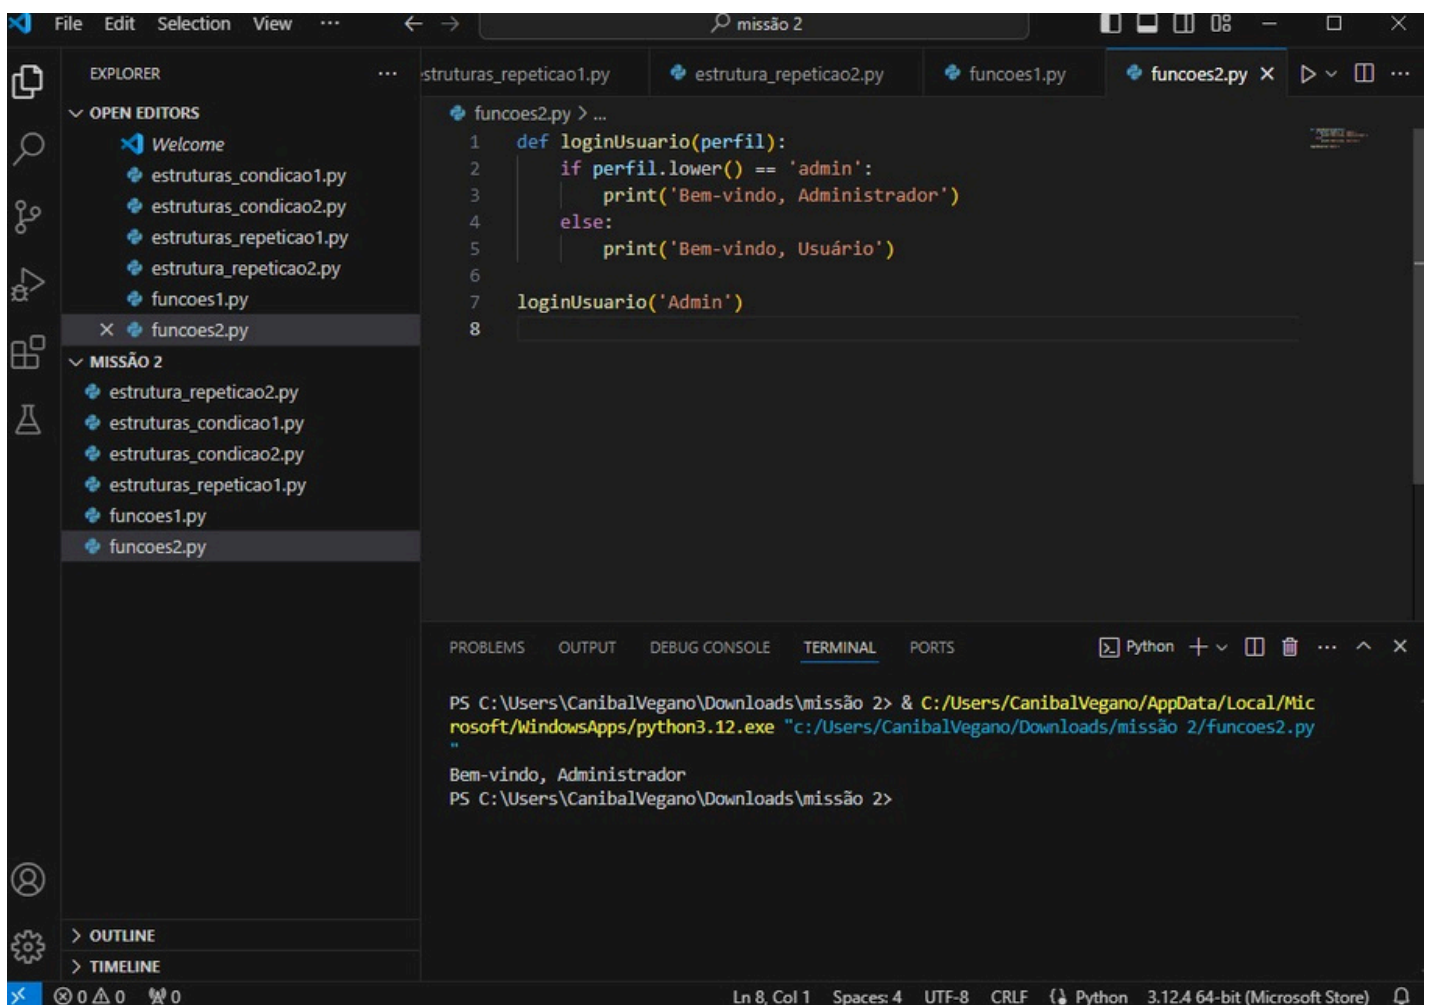 File Edit Selection View ··· missão 2
EXPLORER ···
OPEN EDITORS
Welcome
estruturas_condicao1.py
estruturas_condicao2.py
estruturas_repeticao1.py
estrutura_repeticao2.py
funcoes1.py
funcoes2.py
MISSÃO 2
estrutura_repeticao2.py
estruturas_condicao1.py
estruturas_condicao2.py
estruturas_repeticao1.py
funcoes1.py
funcoes2.py
OUTLINE
TIMELINE
struturas_repeticao1.py estrutura_repeticao2.py funcoes1.py funcoes2.py
funcoes2.py > ...
1 def loginUsuario(perfil):
2 if perfil.lower() == 'admin':
3 print('Bem-vindo, Administrador')
4 else:
5 print('Bem-vindo, Usuário')
6
7 loginUsuario('Admin')
8
PROBLEMS OUTPUT DEBUG CONSOLE TERMINAL PORTS Python
PS C:\Users\CanibalVegano\Downloads\missão 2> & C:/Users/CanibalVegano/AppData/Local/Mic
rosoft/WindowsApps/python3.12.exe "c:/Users/CanibalVegano/Downloads/missão 2/funcoes2.py
"
Bem-vindo, Administrador
PS C:\Users\CanibalVegano\Downloads\missão 2>
0 0 0 Ln 8, Col 1 Spaces: 4 UTF-8 CRLF Python 3.12.4 64-bit (Microsoft Store)